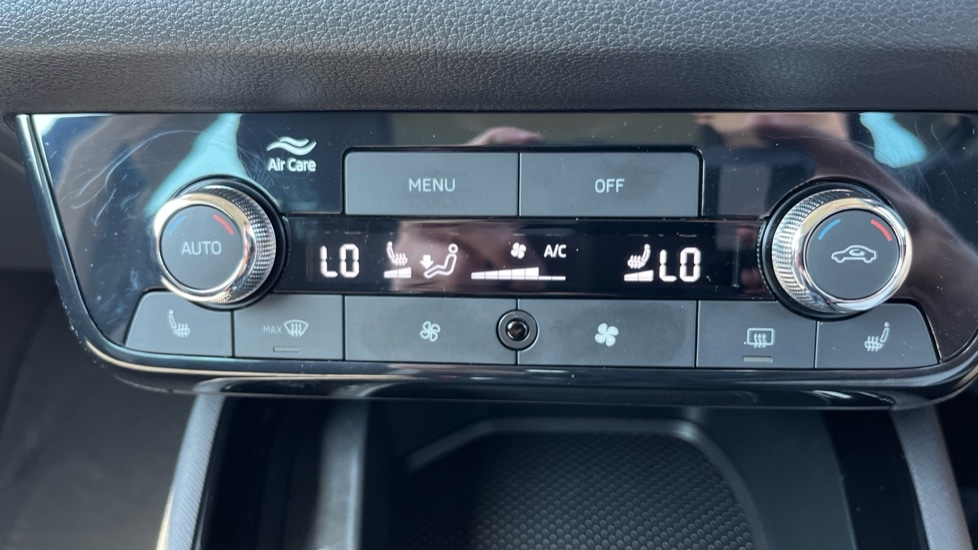 Air Care
MENU OFF
AUTO
LO A/C LO
MAX